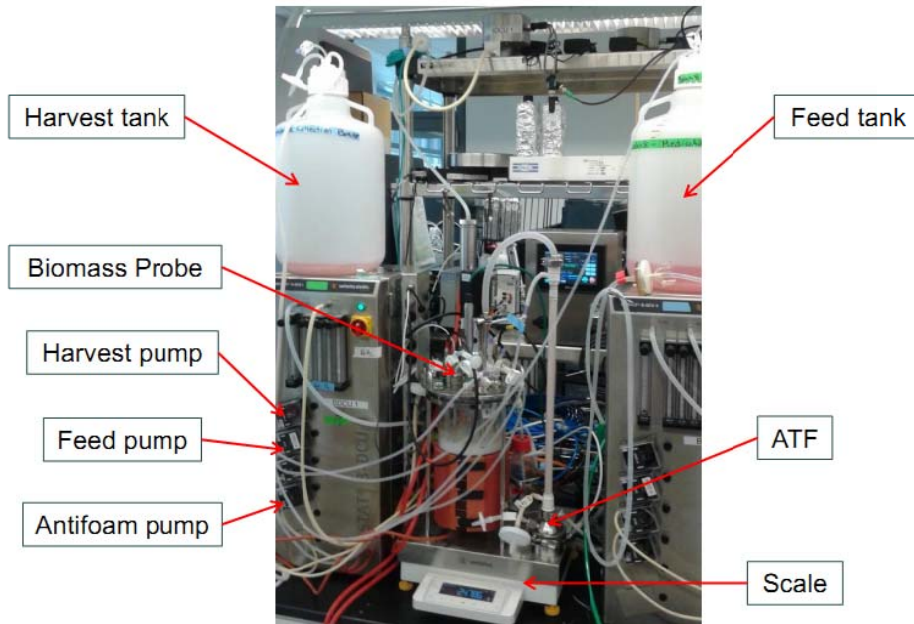 Harvest tank
Feed tank
Biomass Probe
Harvest pump
Feed pump
ATF
Antifoam pump
Scale